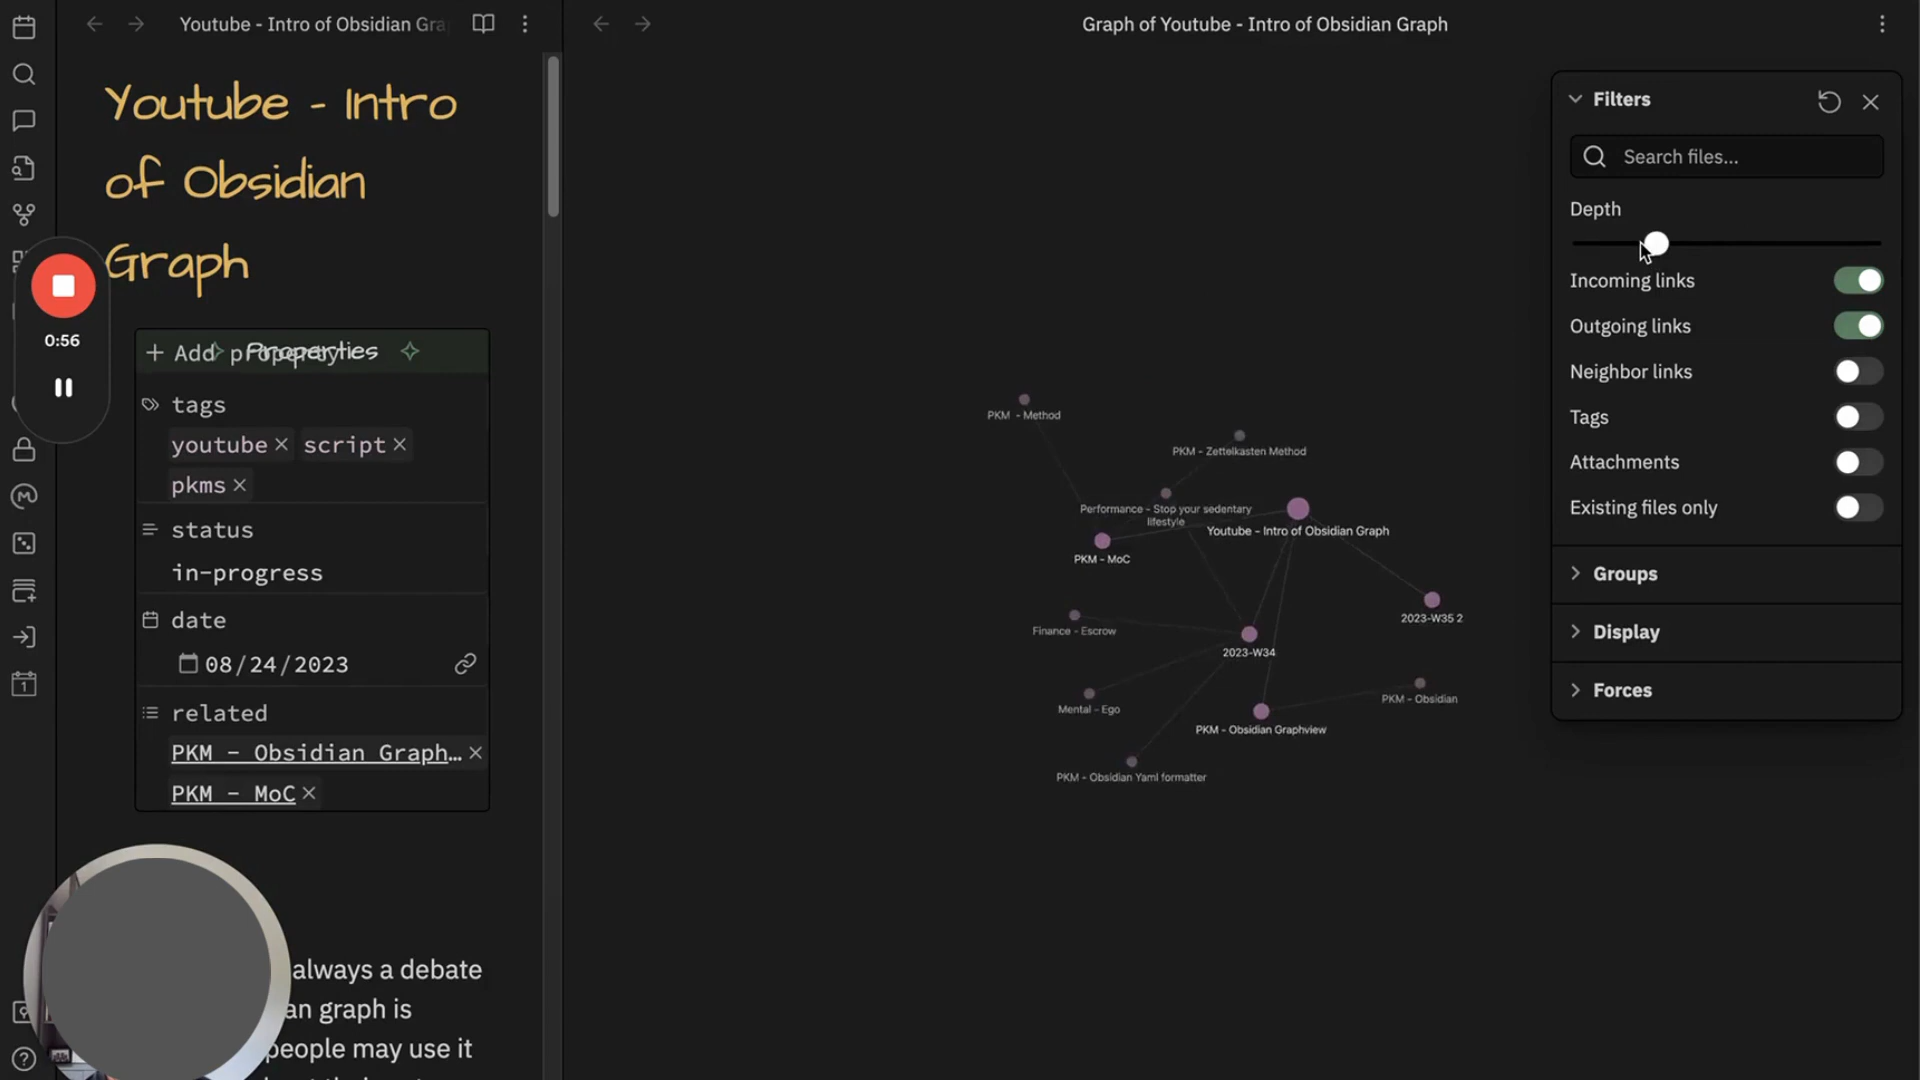 Youtube - Intro of Obsidian Gra
Graph of Youtube - Intro of Obsidian Graph
Youtube - Intro
of Obsidian
Graph
0:56
Add property
Properties
tags
youtube
script
pkms
status
in-progress
date
08/24/2023
related
PKM - Obsidian Graph…
PKM - MoC
always a debate
an graph is
people may use it
PKM - Method
PKM - Zettelkasten Method
Performance - Stop your sedentary
lifestyle
Youtube - Intro of Obsidian Graph
PKM - MoC
2023-W35 2
Finance - Escrow
2023-W34
Mental - Ego
PKM - Obsidian
PKM - Obsidian Graphview
PKM - Obsidian Yaml formatter
Filters
Search files...
Depth
Incoming links
Outgoing links
Neighbor links
Tags
Attachments
Existing files only
Groups
Display
Forces
1